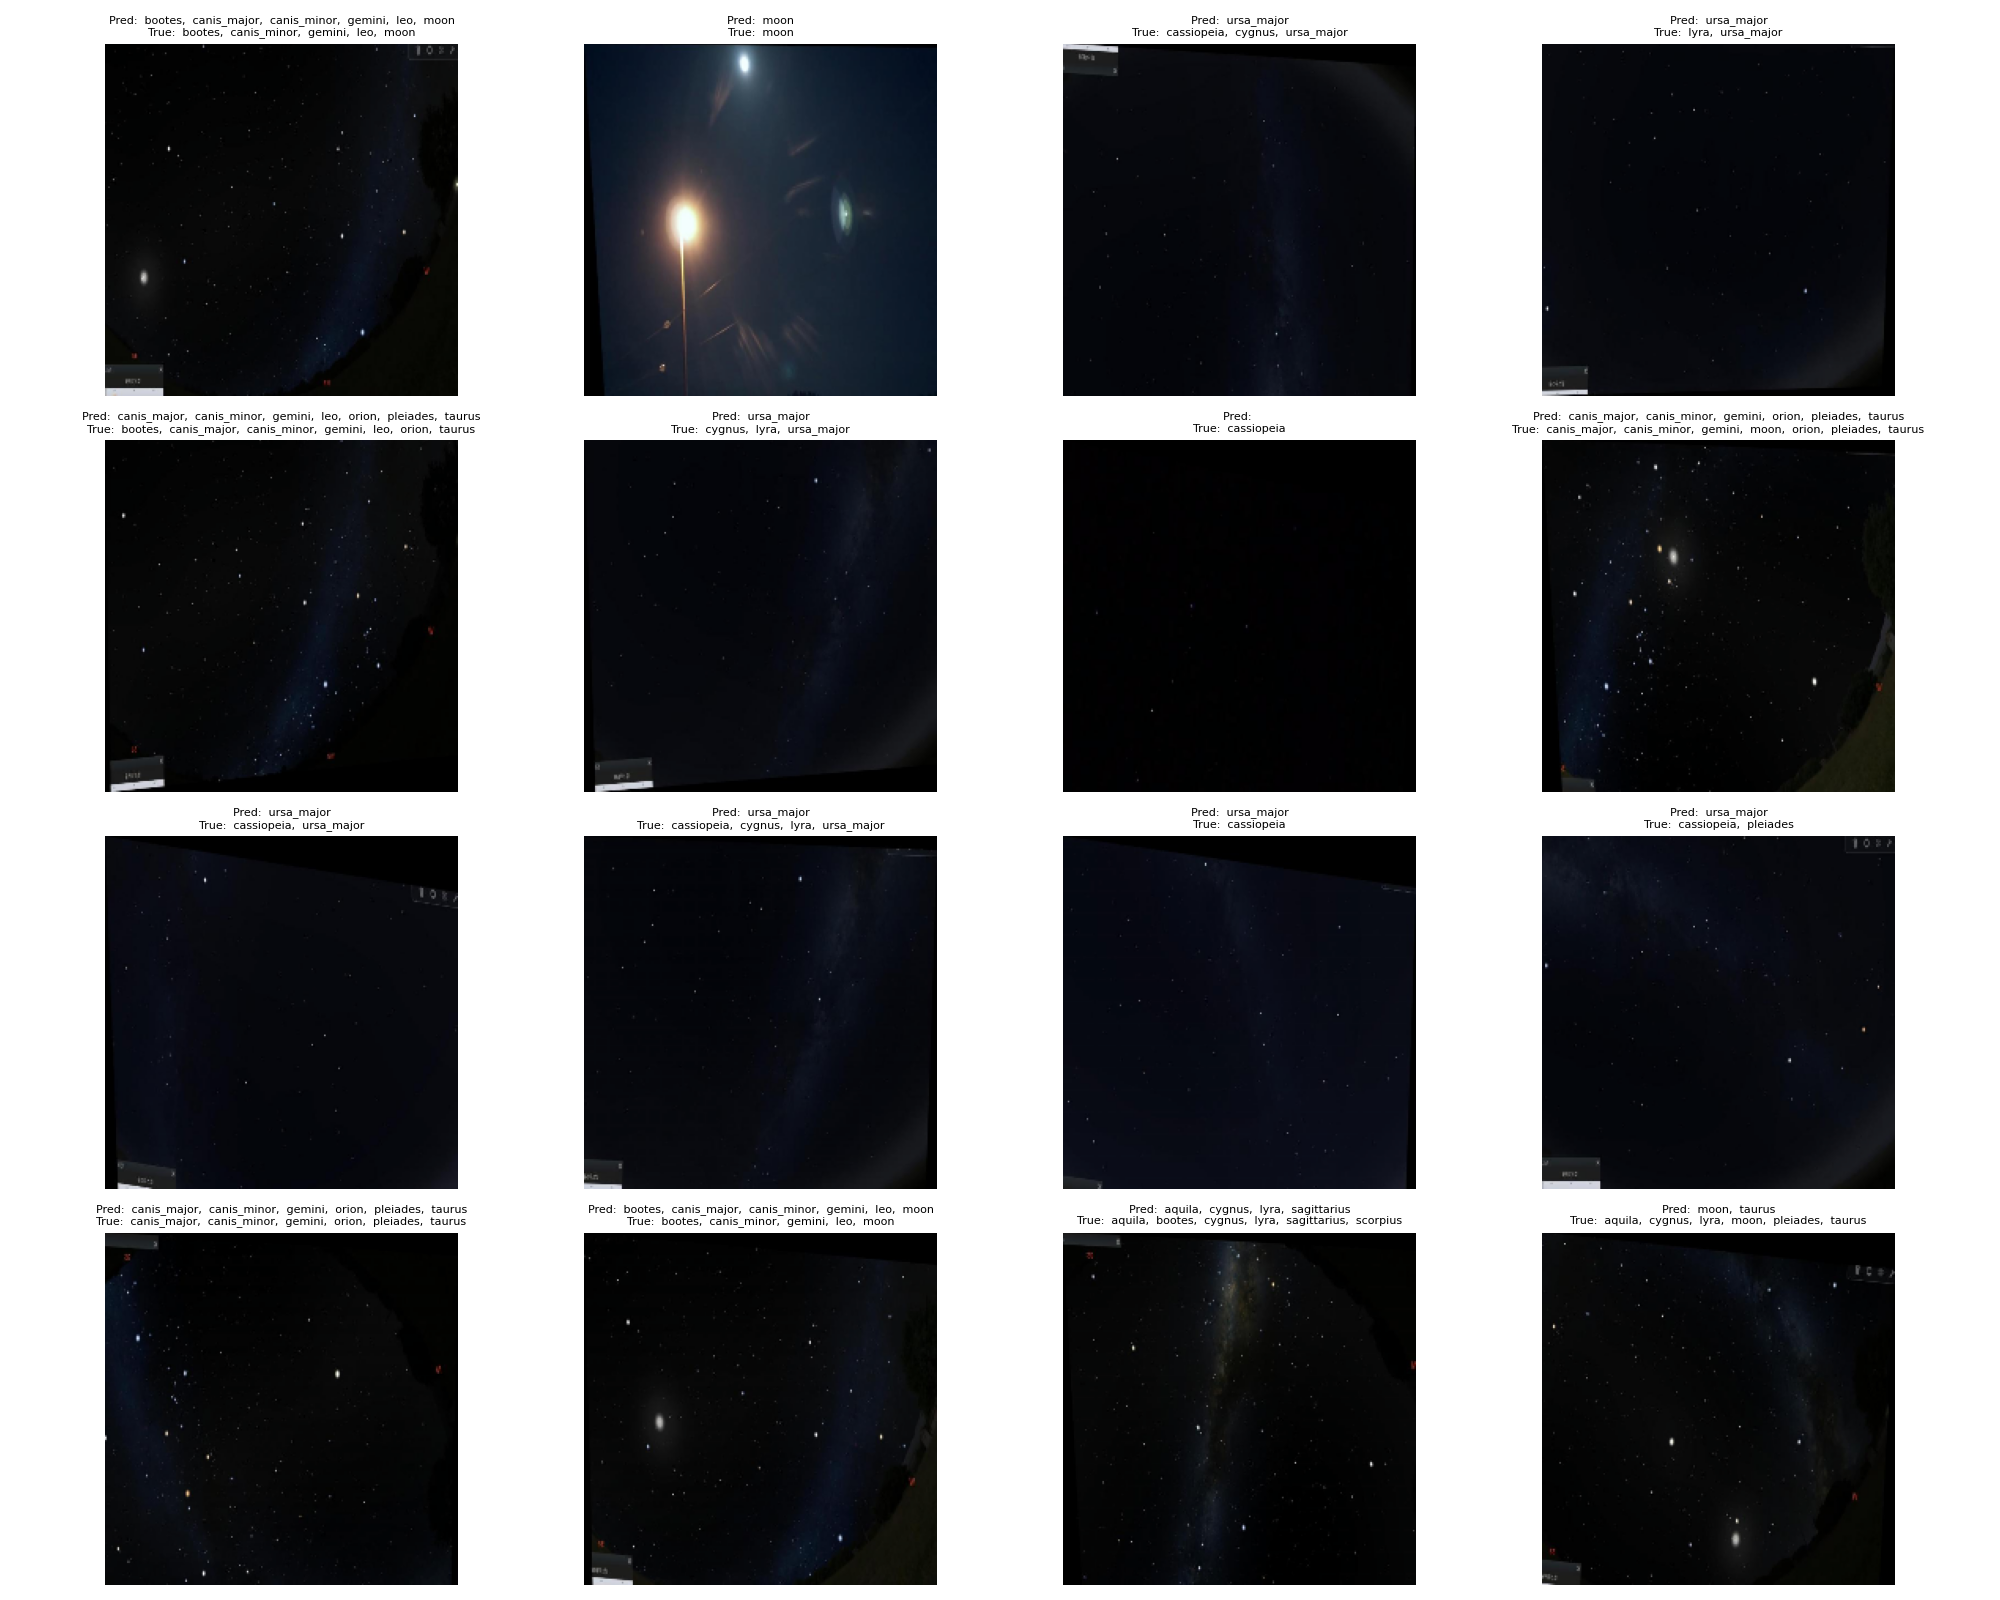 Pred: bootes, canis_major, canis_minor, gemini, leo, moon
True: bootes, canis_minor, gemini, leo, moon
Pred: moon
True: moon
Pred: ursa_major
True: cassiopeia, cygnus, ursa_major
Pred: ursa_major
True: lyra, ursa_major
Pred: canis_major, canis_minor, gemini, leo, orion, pleiades, taurus
True: bootes, canis_major, canis_minor, gemini, leo, orion, taurus
Pred: ursa_major
True: cygnus, lyra, ursa_major
Pred:
True: cassiopeia
Pred: canis_major, canis_minor, gemini, orion, pleiades, taurus
True: canis_major, canis_minor, gemini, moon, orion, pleiades, taurus
Pred: ursa_major
True: cassiopeia, ursa_major
Pred: ursa_major
True: cassiopeia, cygnus, lyra, ursa_major
Pred: ursa_major
True: cassiopeia
Pred: ursa_major
True: cassiopeia, pleiades
Pred: canis_major, canis_minor, gemini, orion, pleiades, taurus
True: canis_major, canis_minor, gemini, orion, pleiades, taurus
Pred: bootes, canis_major, canis_minor, gemini, leo, moon
True: bootes, canis_minor, gemini, leo, moon
Pred: aquila, cygnus, lyra, sagittarius
True: aquila, bootes, cygnus, lyra, sagittarius, scorpius
Pred: moon, taurus
True: aquila, cygnus, lyra, moon, pleiades, taurus